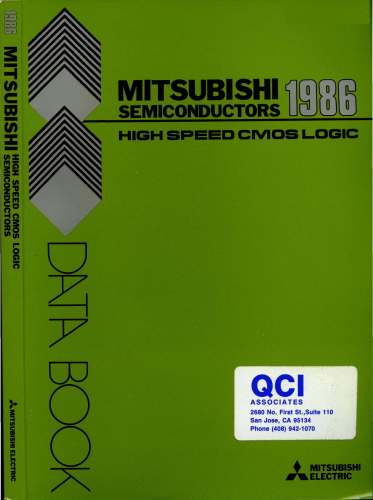 1986
MITSUBISHI
HIGH SPEED CMOS LOGIC
SEMICONDUCTORS
MITSUBISHI ELECTRIC
MITSUBISHI
SEMICONDUCTORS
1986
HIGH SPEED CMOS LOGIC
DATA BOOK
QCI
ASSOCIATES
2680 No. First St.,Suite 110
San Jose, CA 95134
Phone (408) 942-1070
MITSUBISHI
ELECTRIC